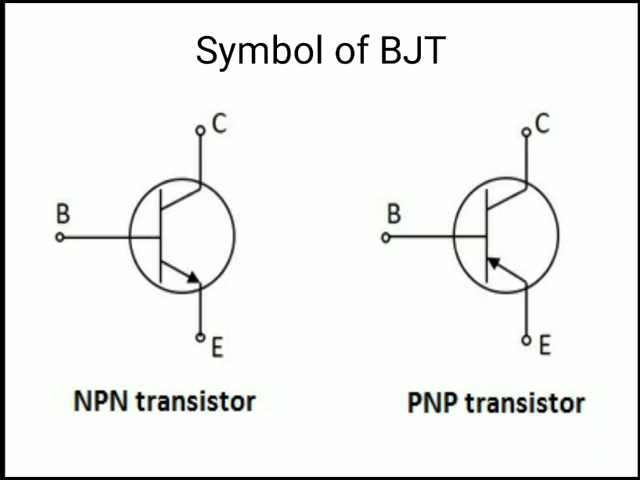 Symbol of BJT
C
C
B
B
E
E
NPN transistor
PNP transistor